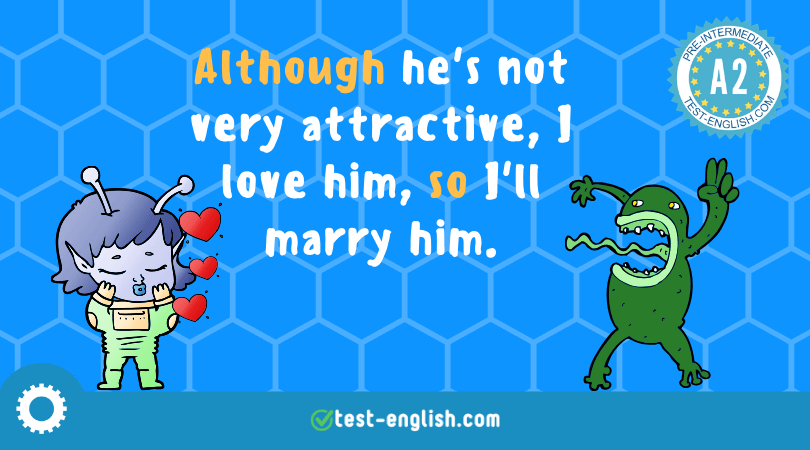 Although he's not
very attractive, I
love him, so I'll
marry him.
PRE-INTERMEDIATE
A2
TEST-ENGLISH.COM
test-english.com